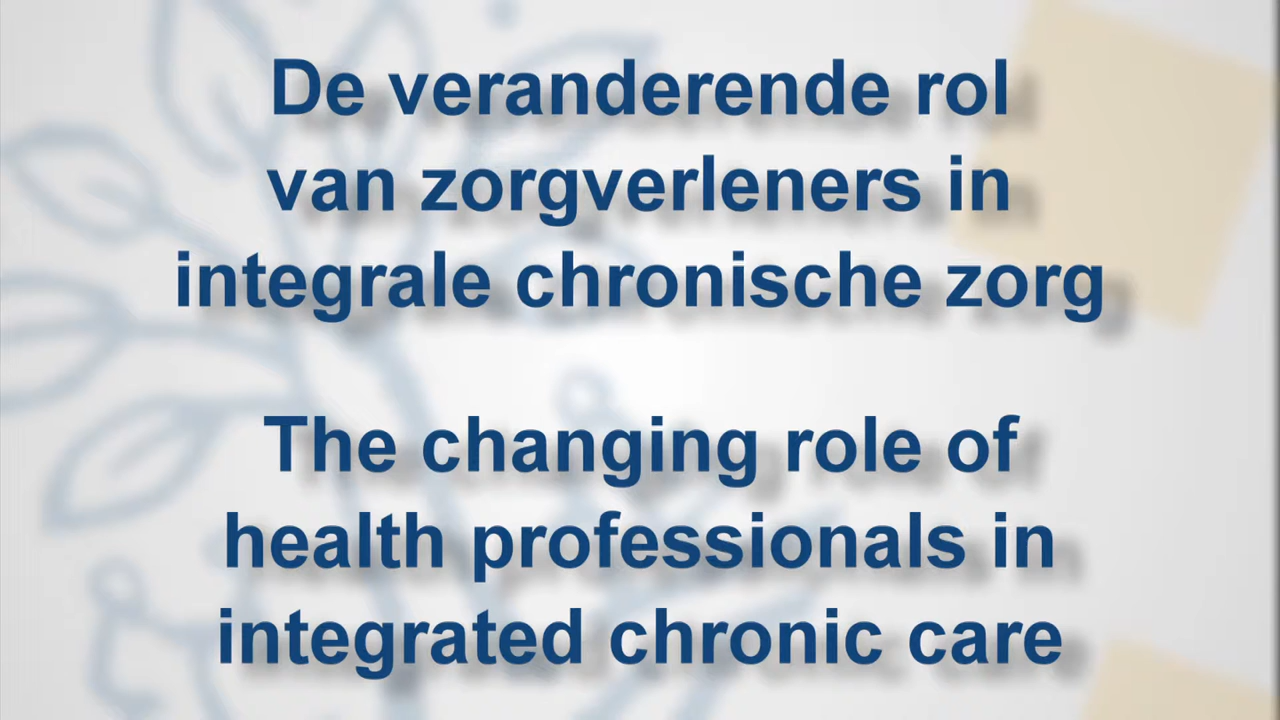 De veranderende rol
van zorgverleners in
integrale chronische zorg
The changing role of
health professionals in
integrated chronic care